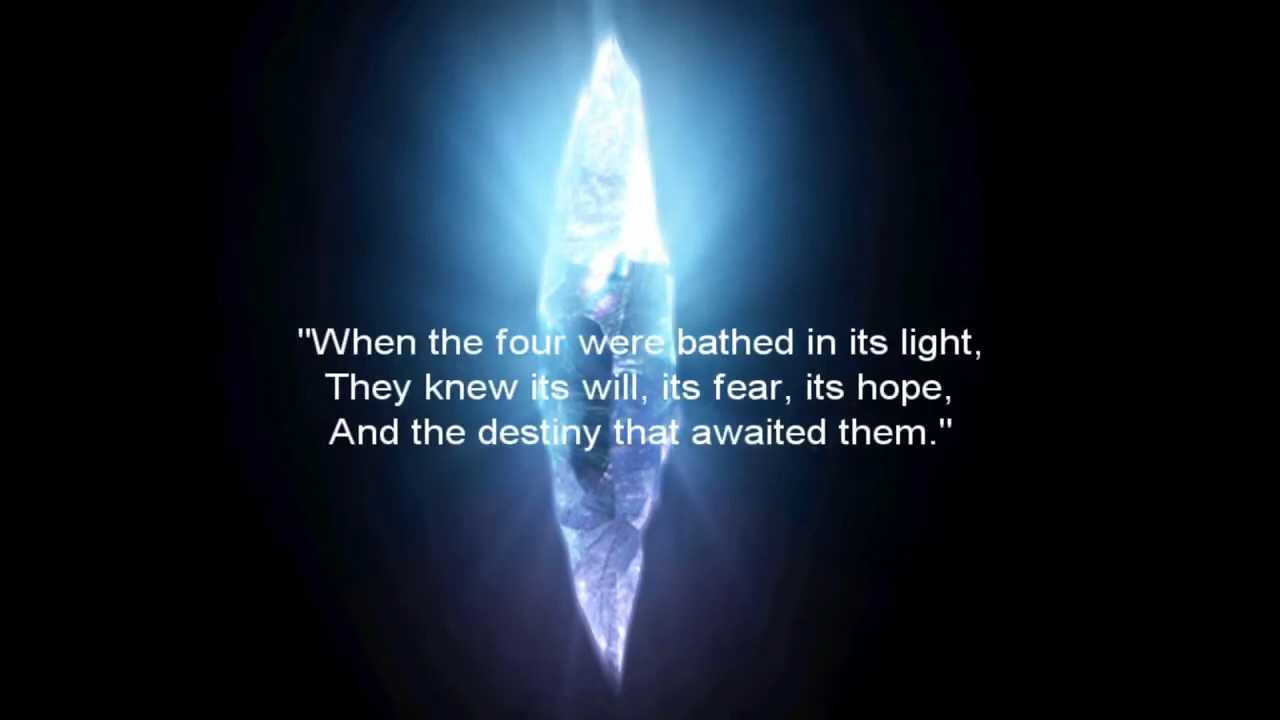 "When the four were bathed in its light,
They knew its will, its fear, its hope,
And the destiny that awaited them."